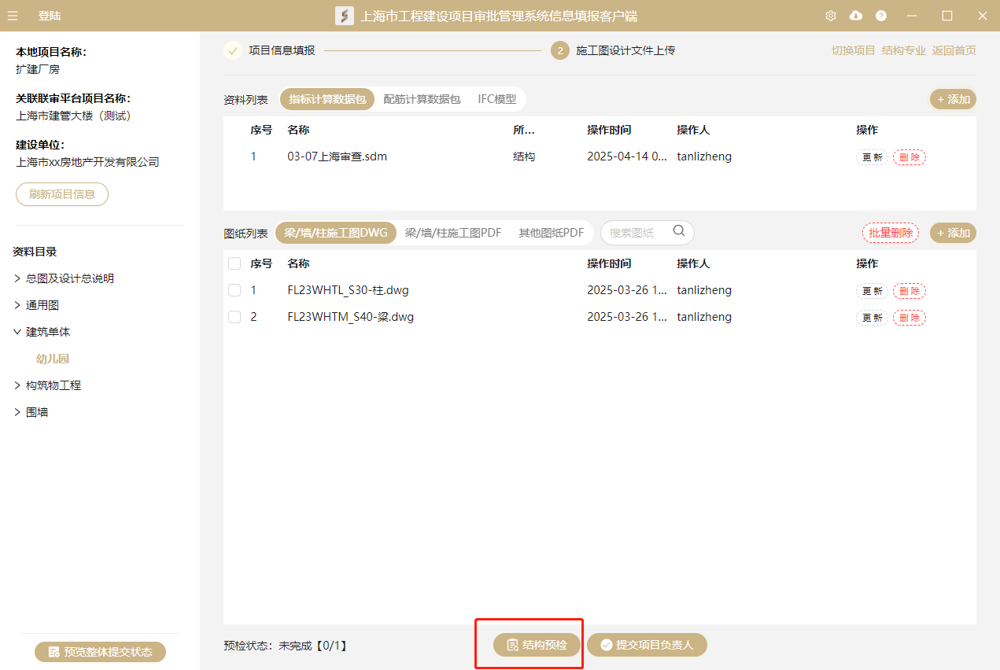 登陆
上海市工程建设项目审批管理系统信息填报客户端
本地项目名称：
扩建厂房
关联联审平台项目名称：
上海市建管大楼（测试）
建设单位：
上海市xx房地产开发有限公司
刷新项目信息
资料目录
总图及设计总说明
通用图
建筑单体
幼儿园
构筑物工程
围墙
预览整体提交状态
项目信息填报
2 施工图设计文件上传
切换项目 结构专业 返回首页
资料列表 指标计算数据包 配筋计算数据包 IFC模型 + 添加
序号 名称 所... 操作时间 操作人 操作
1 03-07上海审查.sdm 结构 2025-04-14 0... tanlizheng 更新 删除
图纸列表 梁/墙/柱施工图DWG 梁/墙/柱施工图PDF 其他图纸PDF 搜索图纸 批量删除 + 添加
序号 名称 操作时间 操作人 操作
1 FL23WHTL_S30-柱.dwg 2025-03-26 1... tanlizheng 更新 删除
2 FL23WHTM_S40-梁.dwg 2025-03-26 1... tanlizheng 更新 删除
预检状态：未完成【0/1】 结构预检 提交项目负责人